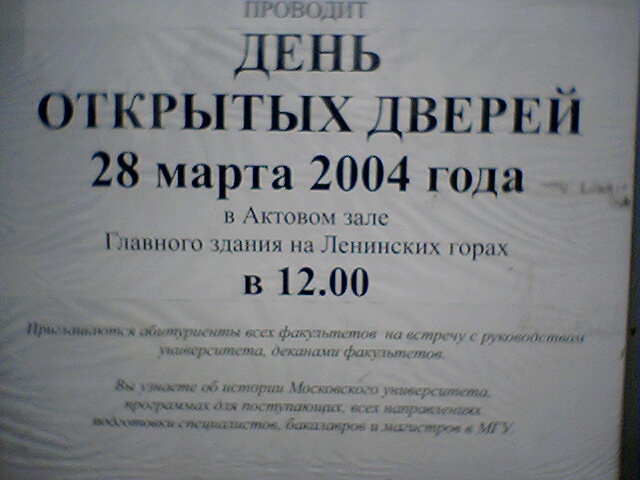 ПРОВОДИТ
ДЕНЬ
ОТКРЫТЫХ ДВЕРЕЙ
28 марта 2004 года
в Актовом зале
Главного здания на Ленинских горах
в 12.00
Приглашаются абитуриенты всех факультетов на встречу с руководством
университета, деканами факультетов.
Вы узнаете об истории Московского университета,
программах для поступающих, всех направлениях
подготовки специалистов, бакалавров и магистров в МГУ.